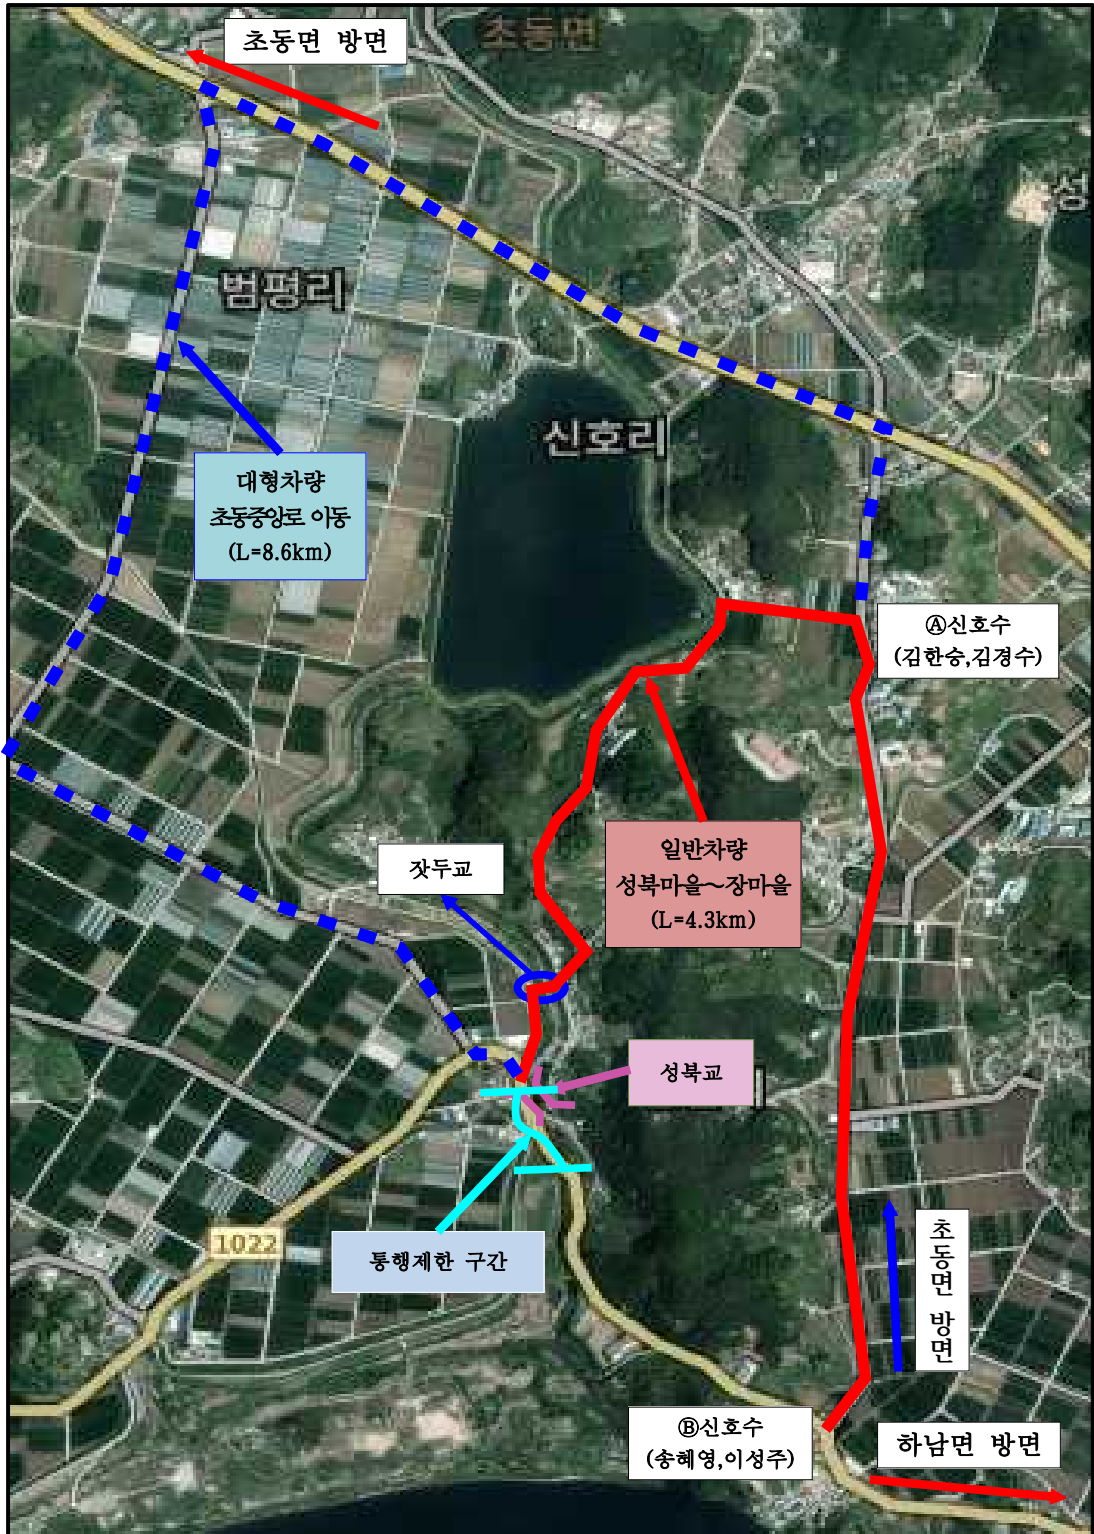 초동면 방면
초동면
성
범평리
신호리
대형차량
초동중앙로 이동
(L=8.6km)
Ⓐ신호수
(김한승,김경수)
일반차량
성북마을~장마을
(L=4.3km)
잣두교
성북교
1022
통행제한 구간
초동면 방면
Ⓑ신호수
(송혜영,이성주)
하남면 방면